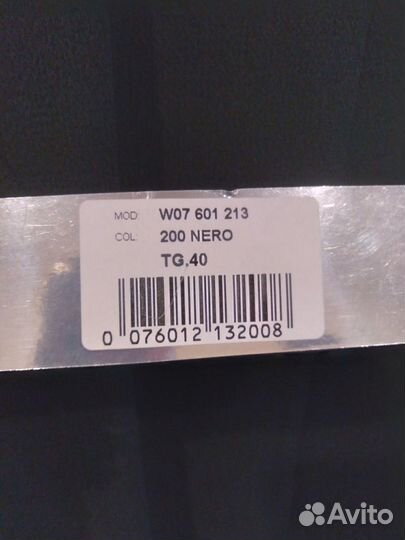 MOD: W07 601 213
COL: 200 NERO
TG.40
0 076012 132008
Avito